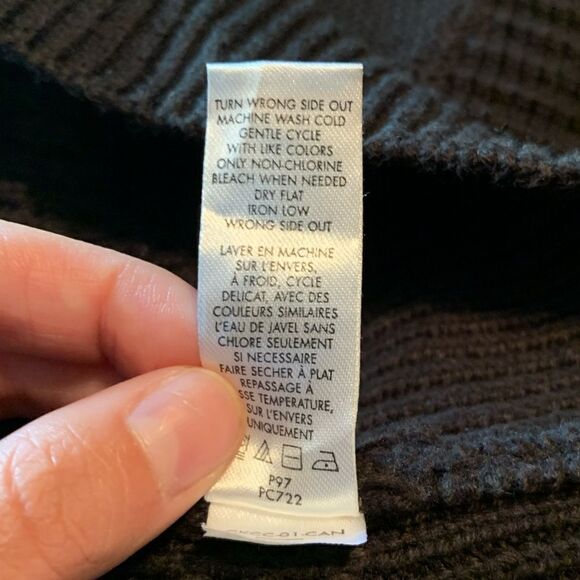 TURN WRONG SIDE OUT
MACHINE WASH COLD
GENTLE CYCLE
WITH LIKE COLORS
ONLY NON-CHLORINE
BLEACH WHEN NEEDED
DRY FLAT
IRON LOW
WRONG SIDE OUT
LAVER EN MACHINE
SUR L'ENVERS,
À FROID, CYCLE
DELICAT, AVEC DES
COULEURS SIMILAIRES
L'EAU DE JAVEL SANS
CHLORE SEULEMENT
SI NECESSAIRE
FAIRE SECHER À PLAT
REPASSAGE À
SSE TEMPERATURE,
SUR L'ENVERS
UNIQUEMENT
P97
PC722